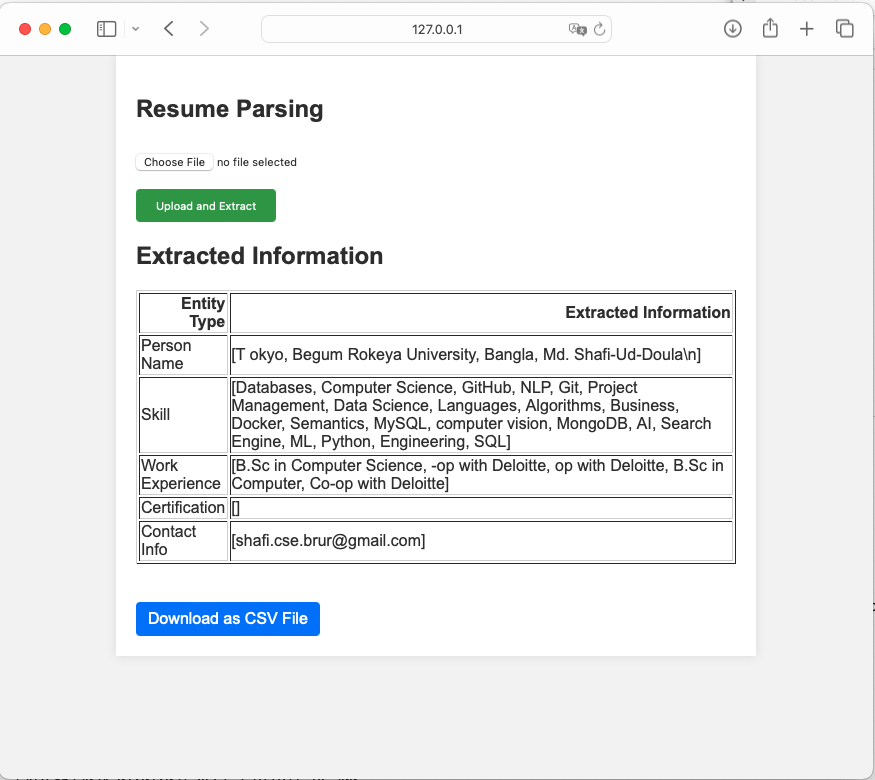 127.0.0.1
Resume Parsing
Choose File no file selected
Upload and Extract
Extracted Information
Entity
Type
Extracted Information
Person
Name
[T okyo, Begum Rokeya University, Bangla, Md. Shafi-Ud-Doula\n]
Skill
[Databases, Computer Science, GitHub, NLP, Git, Project
Management, Data Science, Languages, Algorithms, Business,
Docker, Semantics, MySQL, computer vision, MongoDB, AI, Search
Engine, ML, Python, Engineering, SQL]
Work
Experience
[B.Sc in Computer Science, -op with Deloitte, op with Deloitte, B.Sc in
Computer, Co-op with Deloitte]
Certification
[]
Contact
Info
[shafi.cse.brur@gmail.com]
Download as CSV File